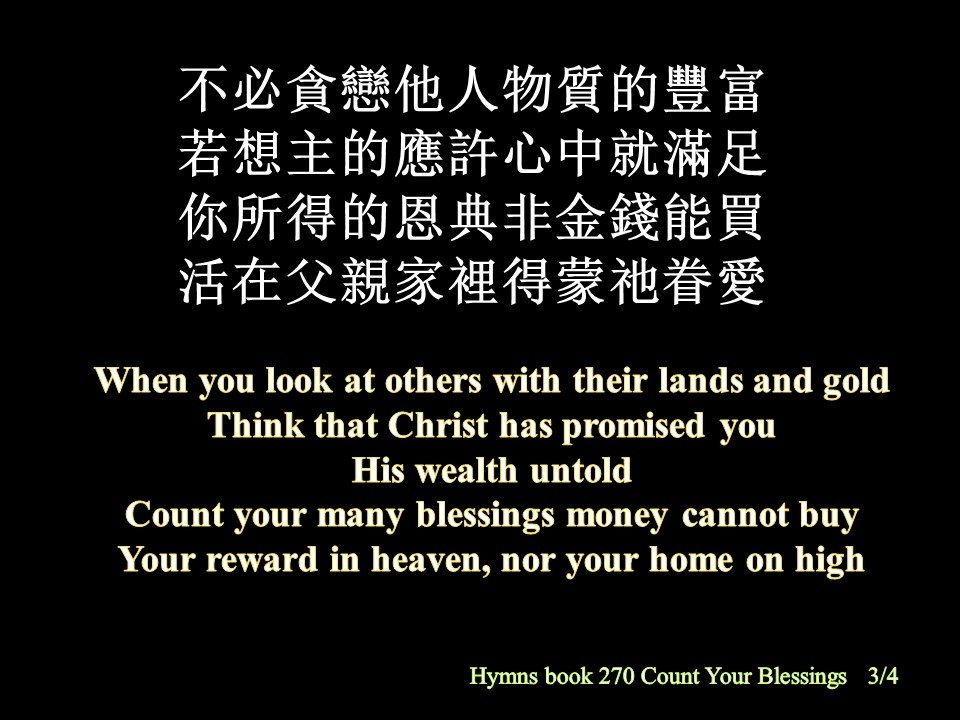 不必貪戀他人物質的豐富
若想主的應許心中就滿足
你所得的恩典非金錢能買
活在父親家裡得蒙祂眷愛
When you look at others with their lands and gold
Think that Christ has promised you
His wealth untold
Count your many blessings money cannot buy
Your reward in heaven, nor your home on high
Hymns book 270 Count Your Blessings 3/4